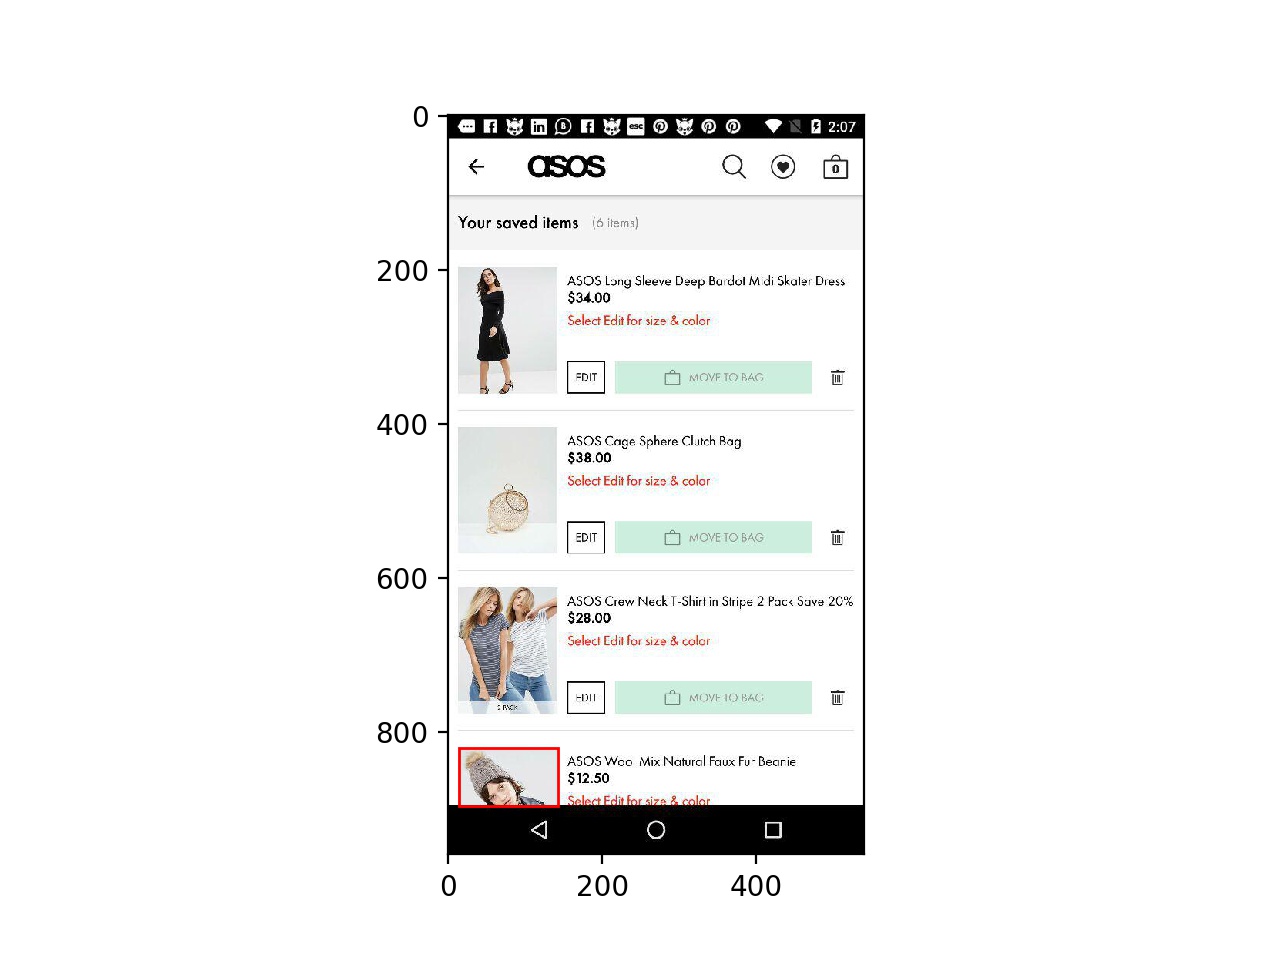 0
2:07
asos
0
Your saved items (6 items)
200
ASOS Long Sleeve Deep Bardot Midi Skater Dress
$34.00
Select Edit for size & color
EDIT
MOVE TO BAG
400
ASOS Cage Sphere Clutch Bag
$38.00
Select Edit for size & color
EDIT
MOVE TO BAG
600
ASOS Crew Neck T-Shirt in Stripe 2 Pack Save 20%
$28.00
Select Edit for size & color
EDIT
MOVE TO BAG
2 PACK
800
ASOS Wool Mix Natural Faux Fur Beanie
$12.50
Select Edit for size & color
0 200 400